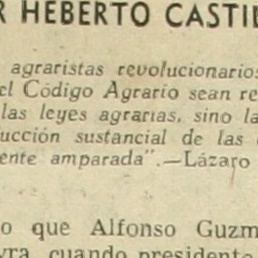 R HEBERTO CASTIL
agraristas revolucionarios
el Código Agrario sean re
las leyes agrarias, sino la
ucción sustancial de las
ente amparada".—Lázaro
o que Alfonso Guzm
yra, cuando presidente